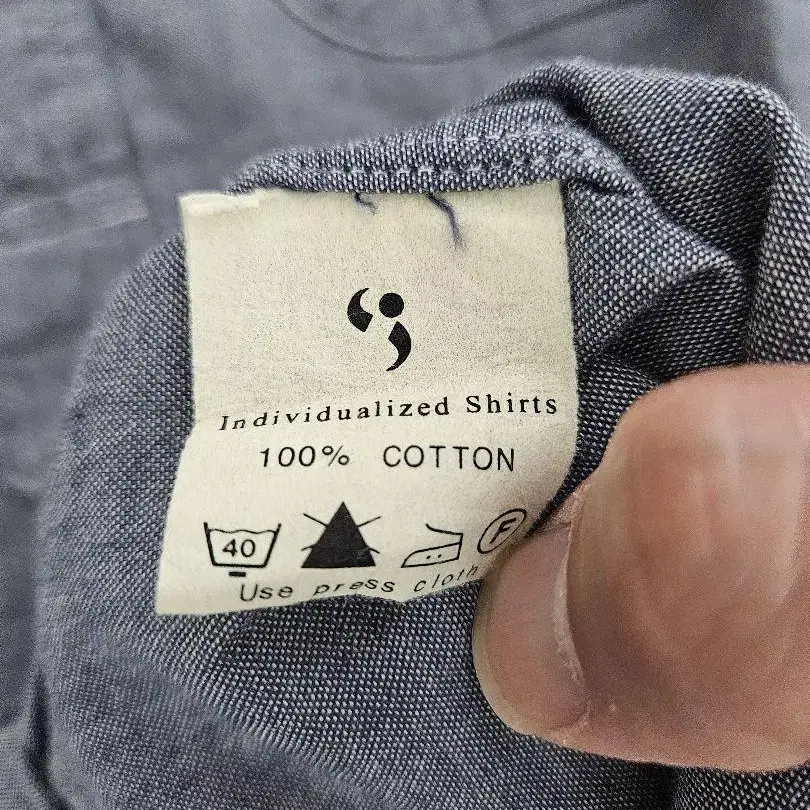 Individualized Shirts
100% COTTON
40 F
Use press cloth